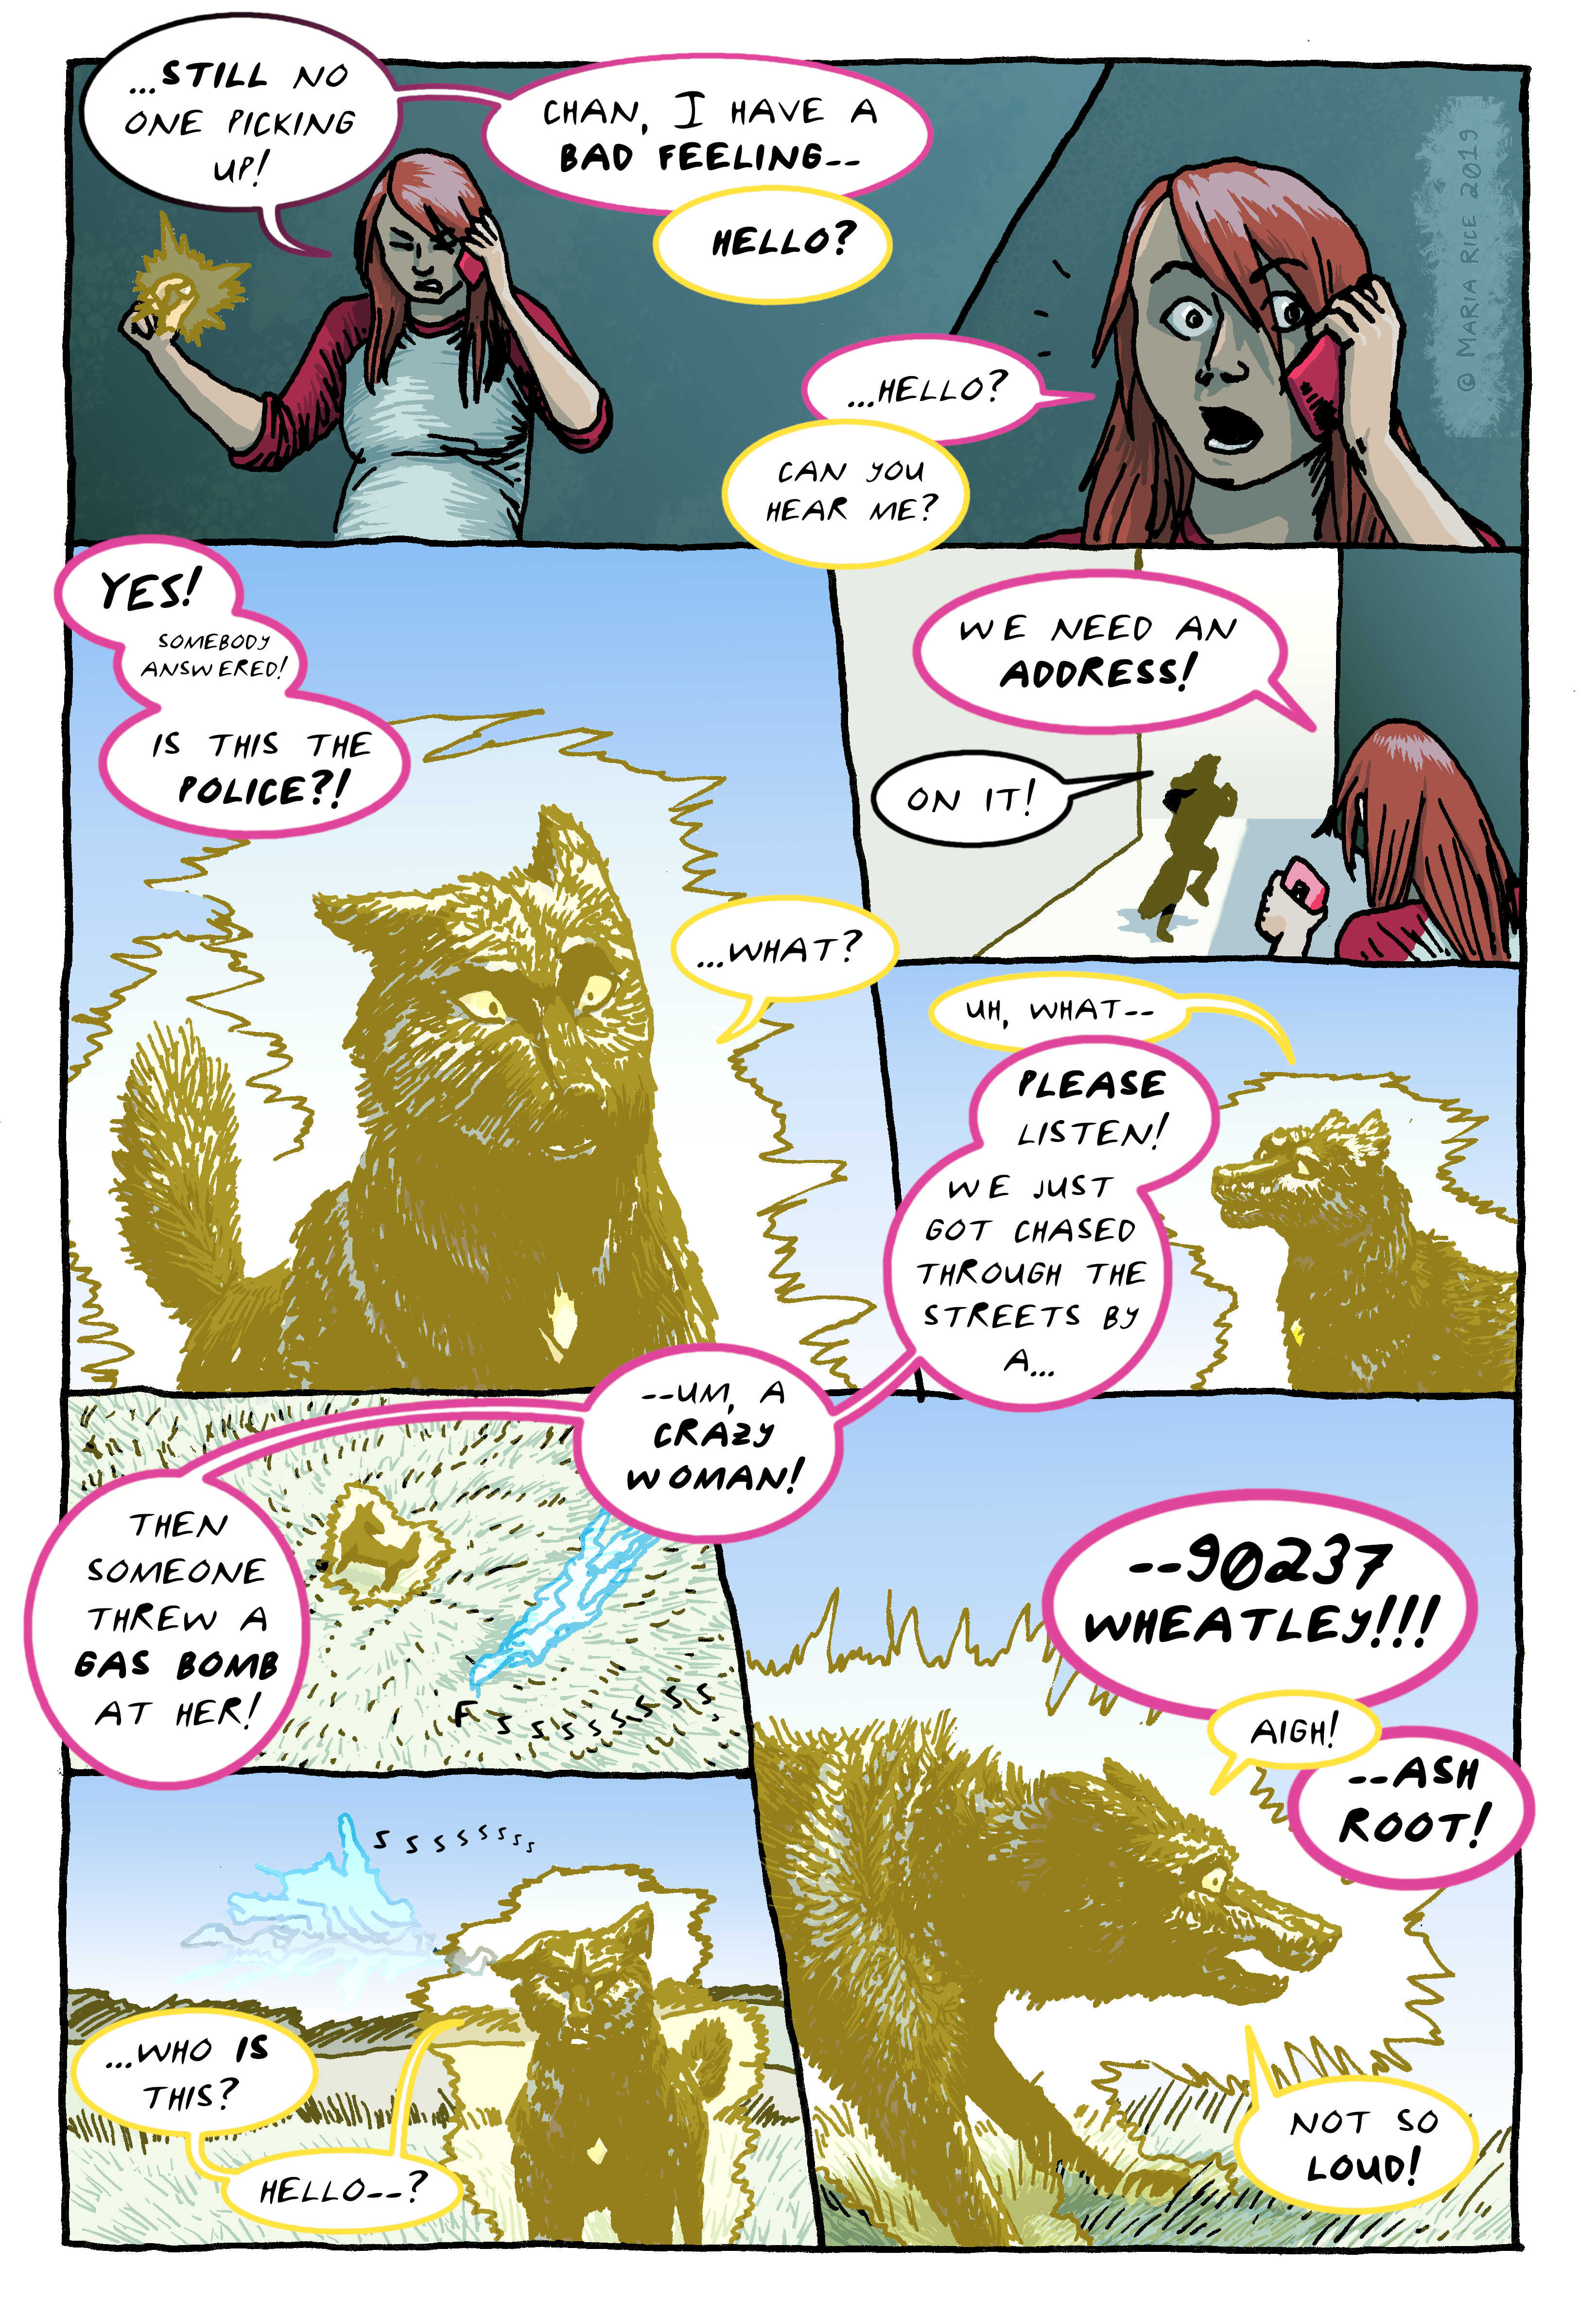 ...STILL NO
ONE PICKING
UP!
CHAN, I HAVE A
BAD FEELING--
HELLO?
© MARIA RICE 2019
...HELLO?
CAN YOU
HEAR ME?
YES!
SOMEBODY
ANSWERED!
IS THIS THE
POLICE?!
...WHAT?
WE NEED AN
ADDRESS!
ON IT!
UH, WHAT--
PLEASE
LISTEN!
WE JUST
GOT CHASED
THROUGH THE
STREETS BY
A...
--UM, A
CRAZY
WOMAN!
THEN
SOMEONE
THREW A
GAS BOMB
AT HER!
FSSSSSSSS
SSSSSSSSS
...WHO IS
THIS?
HELLO--?
--90237
WHEATLEY!!!
AIGH!
--ASH
ROOT!
NOT SO
LOUD!